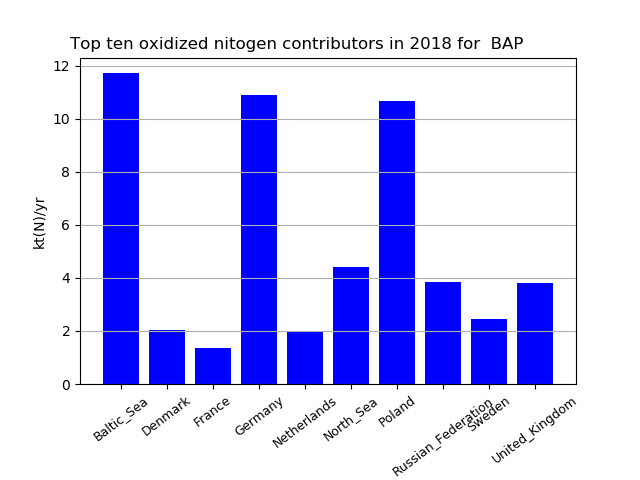 Top ten oxidized nitogen contributors in 2018 for  BAP
kt(N)/yr
12
10
8
6
4
2
0
Baltic_Sea
Denmark
France
Germany
Netherlands
North_Sea
Poland
Russian_Federation
Sweden
United_Kingdom